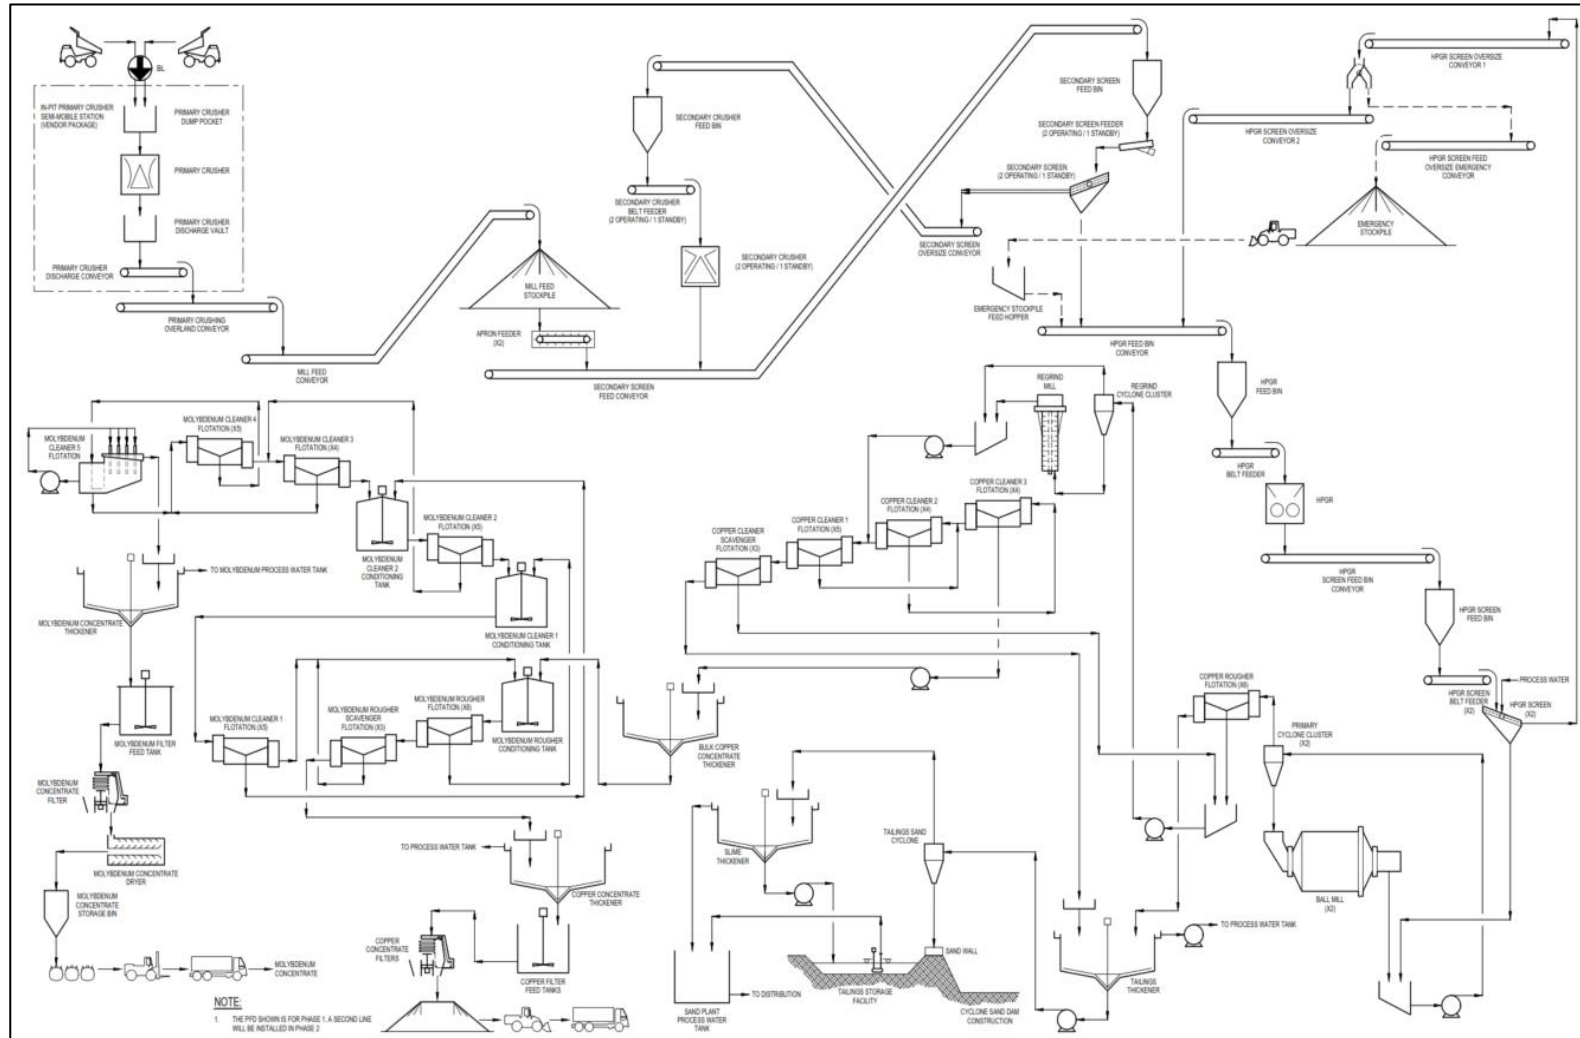 BL
IN-PIT PRIMARY CRUSHER
SEMI-MOBILE STATION
(VENDOR PACKAGE)
PRIMARY CRUSHER
DUMP POCKET
PRIMARY CRUSHER
PRIMARY CRUSHER
DISCHARGE VAULT
PRIMARY CRUSHER
DISCHARGE CONVEYOR
PRIMARY CRUSHING
OVERLAND CONVEYOR
MILL FEED
CONVEYOR
MILL FEED
STOCKPILE
APRON FEEDER
(X2)
SECONDARY CRUSHER
FEED BIN
SECONDARY CRUSHER
BELT FEEDER
(2 OPERATING / 1 STANDBY)
SECONDARY CRUSHER
(2 OPERATING / 1 STANDBY)
SECONDARY SCREEN
FEED CONVEYOR
SECONDARY SCREEN
FEED BIN
SECONDARY SCREEN FEEDER
(2 OPERATING / 1 STANDBY)
SECONDARY SCREEN
(2 OPERATING / 1 STANDBY)
SECONDARY SCREEN
OVERSIZE CONVEYOR
HPGR SCREEN OVERSIZE
CONVEYOR 1
HPGR SCREEN OVERSIZE
CONVEYOR 2
HPGR SCREEN FEED
OVERSIZE EMERGENCY
CONVEYOR
EMERGENCY
STOCKPILE
EMERGENCY STOCKPILE
FEED HOPPER
HPGR FEED BIN
CONVEYOR
HPGR
FEED BIN
HPGR
BELT FEEDER
HPGR
HPGR
SCREEN FEED BIN
CONVEYOR
HPGR SCREEN
FEED BIN
PROCESS WATER
HPGR SCREEN
BELT FEEDER
(X2)
HPGR SCREEN
(X2)
REGRIND
MILL
REGRIND
CYCLONE CLUSTER
COPPER CLEANER 3
FLOTATION (X4)
COPPER CLEANER 2
FLOTATION (X4)
COPPER CLEANER 1
FLOTATION (X5)
COPPER CLEANER
SCAVENGER
FLOTATION (X3)
MOLYBDENUM CLEANER 4
FLOTATION (X5)
MOLYBDENUM
CLEANER 5
FLOTATION
MOLYBDENUM CLEANER 3
FLOTATION (X4)
MOLYBDENUM CLEANER 2
FLOTATION (X5)
MOLYBDENUM
CLEANER 2
CONDITIONING
TANK
TO MOLYBDENUM PROCESS WATER TANK
MOLYBDENUM CONCENTRATE
THICKENER
MOLYBDENUM CLEANER 1
CONDITIONING TANK
MOLYBDENUM ROUGHER
FLOTATION (X6)
MOLYBDENUM ROUGHER
SCAVENGER
FLOTATION (X3)
MOLYBDENUM CLEANER 1
FLOTATION (X5)
MOLYBDENUM ROUGHER
CONDITIONING TANK
MOLYBDENUM FILTER
FEED TANK
MOLYBDENUM
CONCENTRATE
FILTER
MOLYBDENUM CONCENTRATE
DRYER
MOLYBDENUM
CONCENTRATE
STORAGE BIN
MOLYBDENUM
CONCENTRATE
BULK COPPER
CONCENTRATE
THICKENER
COPPER ROUGHER
FLOTATION (X6)
PRIMARY
CYCLONE CLUSTER
(X2)
BALL MILL
(X2)
TO PROCESS WATER TANK
COPPER CONCENTRATE
THICKENER
COPPER
CONCENTRATE
FILTERS
COPPER FILTER
FEED TANKS
SLIME
THICKENER
TAILINGS SAND
CYCLONE
SAND WALL
TAILINGS STORAGE
FACILITY
CYCLONE SAND DAM
CONSTRUCTION
SAND PLANT
PROCESS WATER
TANK
TO DISTRIBUTION
TAILINGS
THICKENER
TO PROCESS WATER TANK
NOTE:
1. THE PFD SHOWN IS FOR PHASE 1. A SECOND LINE
WILL BE INSTALLED IN PHASE 2